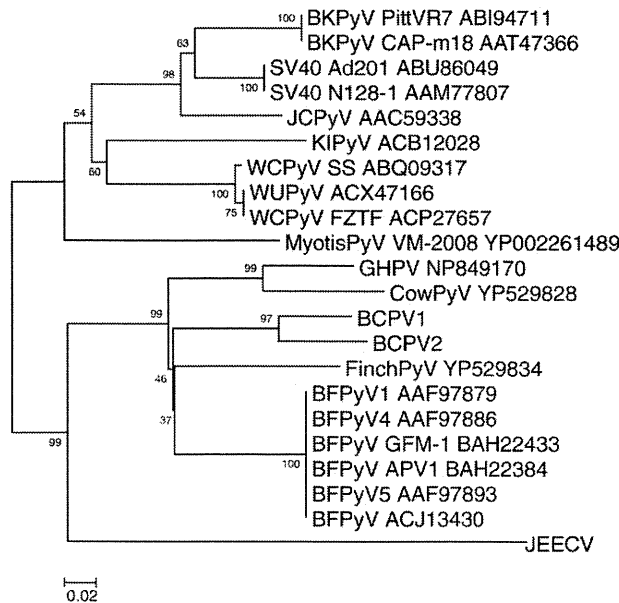 BKPyV PittVR7 ABI94711
BKPyV CAP-m18 AAT47366
SV40 Ad201 ABU86049
SV40 N128-1 AAM77807
JCPyV AAC59338
KIPyV ACB12028
WCPyV SS ABQ09317
WUPyV ACX47166
WCPyV FZTF ACP27657
MyotisPyV VM-2008 YP002261489
GHPV NP849170
CowPyV YP529828
BCPV1
BCPV2
FinchPyV YP529834
BFPyV1 AAF97879
BFPyV4 AAF97886
BFPyV GFM-1 BAH22433
BFPyV APV1 BAH22384
BFPyV5 AAF97893
BFPyV ACJ13430
JEECV
100
63
98
100
54
60
100
75
99
99
97
46
37
100
99
0.02